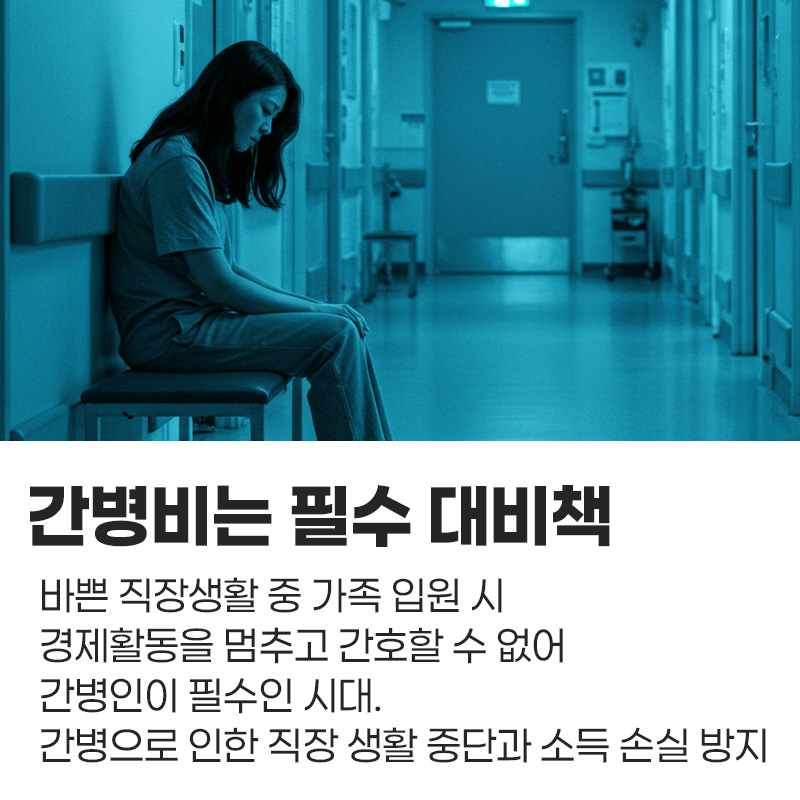 간병비는 필수 대비책
바쁜 직장생활 중 가족 입원 시
경제활동을 멈추고 간호할 수 없어
간병인이 필수인 시대.
간병으로 인한 직장 생활 중단과 소득 손실 방지